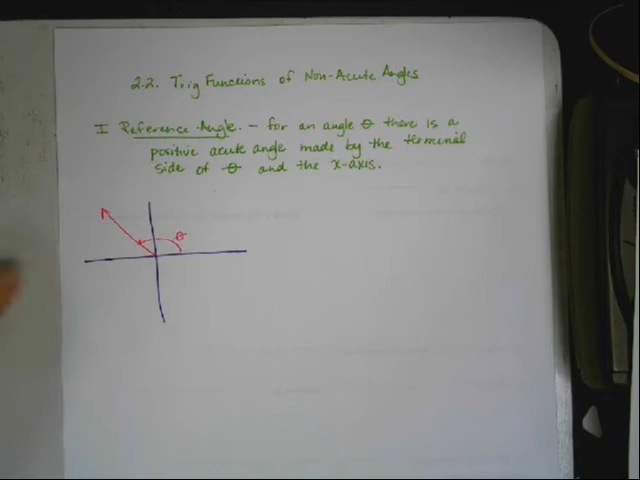 2.2. Trig Functions of Non-Acute Angles
I Reference Angle. - for an angle θ there is a
positive acute angle made by the terminal
side of θ and the x-axis.
θ